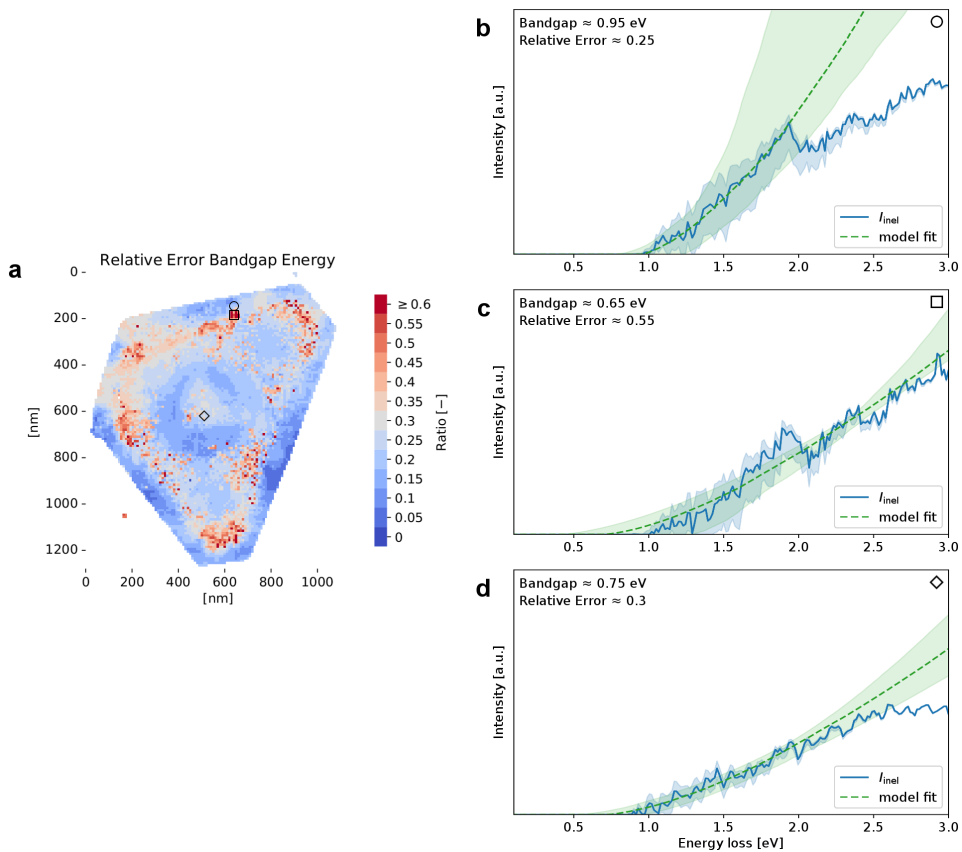 a
Relative Error Bandgap Energy
0
200
400
600
800
1000
1200
[nm]
0 200 400 600 800 1000
[nm]
≥ 0.6
0.55
0.5
0.45
0.4
0.35
0.3
0.25
0.2
0.15
0.1
0.05
0
Ratio [−]
b
Bandgap ≈ 0.95 eV
Relative Error ≈ 0.25
Intensity [a.u.]
I_inel
model fit
0.5 1.0 1.5 2.0 2.5 3.0
c
Bandgap ≈ 0.65 eV
Relative Error ≈ 0.55
Intensity [a.u.]
I_inel
model fit
0.5 1.0 1.5 2.0 2.5 3.0
d
Bandgap ≈ 0.75 eV
Relative Error ≈ 0.3
Intensity [a.u.]
I_inel
model fit
0.5 1.0 1.5 2.0 2.5 3.0
Energy loss [eV]